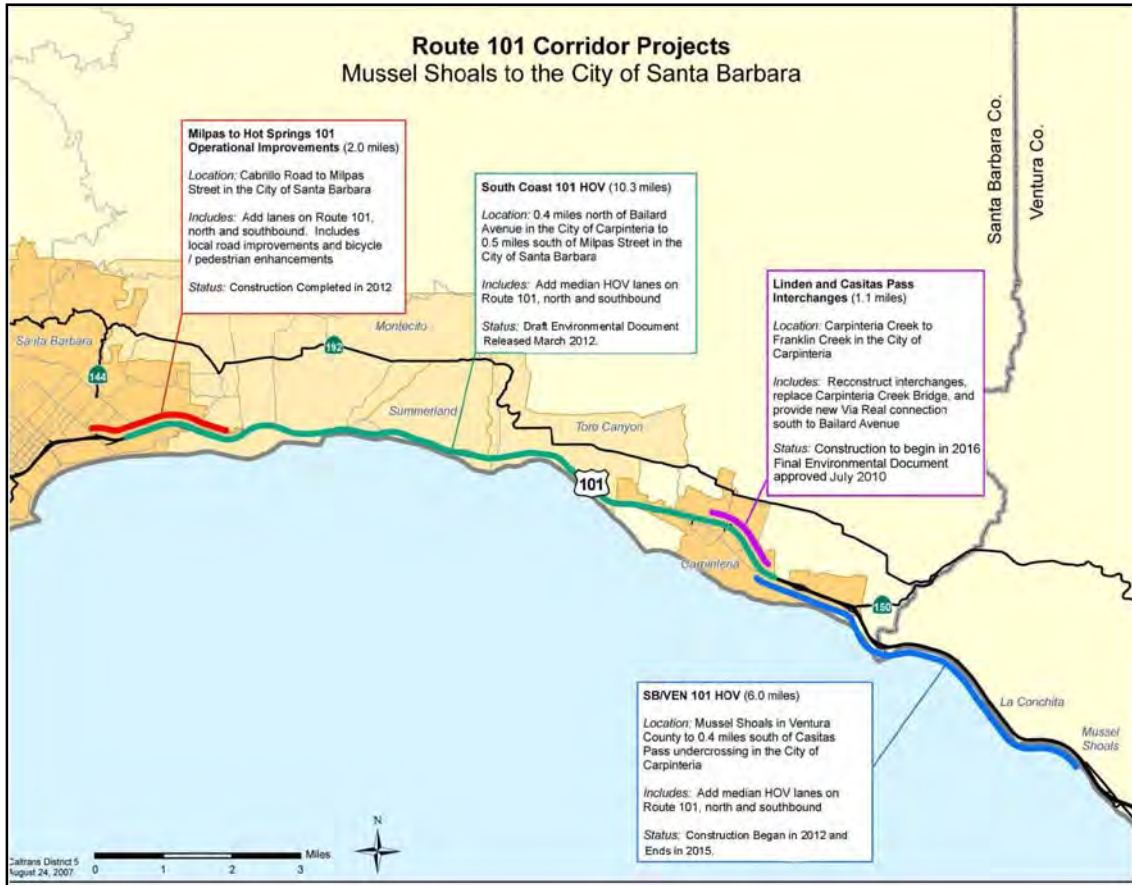 Route 101 Corridor Projects
Mussel Shoals to the City of Santa Barbara
Santa Barbara Co.
Ventura Co.
Milpas to Hot Springs 101
Operational Improvements (2.0 miles)
Location: Cabrillo Road to Milpas
Street in the City of Santa Barbara
Includes: Add lanes on Route 101,
north and southbound. Includes
local road improvements and bicycle
/ pedestrian enhancements
Status: Construction Completed in 2012
South Coast 101 HOV (10.3 miles)
Location: 0.4 miles north of Bailard
Avenue in the City of Carpinteria to
0.5 miles south of Milpas Street in the
City of Santa Barbara
Includes: Add median HOV lanes on
Route 101, north and southbound
Status: Draft Environmental Document
Released March 2012.
Linden and Casitas Pass
Interchanges (1.1 miles)
Location: Carpinteria Creek to
Franklin Creek in the City of
Carpinteria
Includes: Reconstruct interchanges,
replace Carpinteria Creek Bridge, and
provide new Via Real connection
south to Bailard Avenue
Status: Construction to begin in 2016
Final Environmental Document
approved July 2010
Santa Barbara
144
Montecito
192
Summerland
Toro Canyon
101
Carpinteria
150
La Conchita
Mussel
Shoals
SB/VEN 101 HOV (6.0 miles)
Location: Mussel Shoals in Ventura
County to 0.4 miles south of Casitas
Pass undercrossing in the City of
Carpinteria
Includes: Add median HOV lanes on
Route 101, north and southbound
Status: Construction Began in 2012 and
Ends in 2015.
N
Miles
0 1 2 3
Caltrans District 5
August 24, 2007